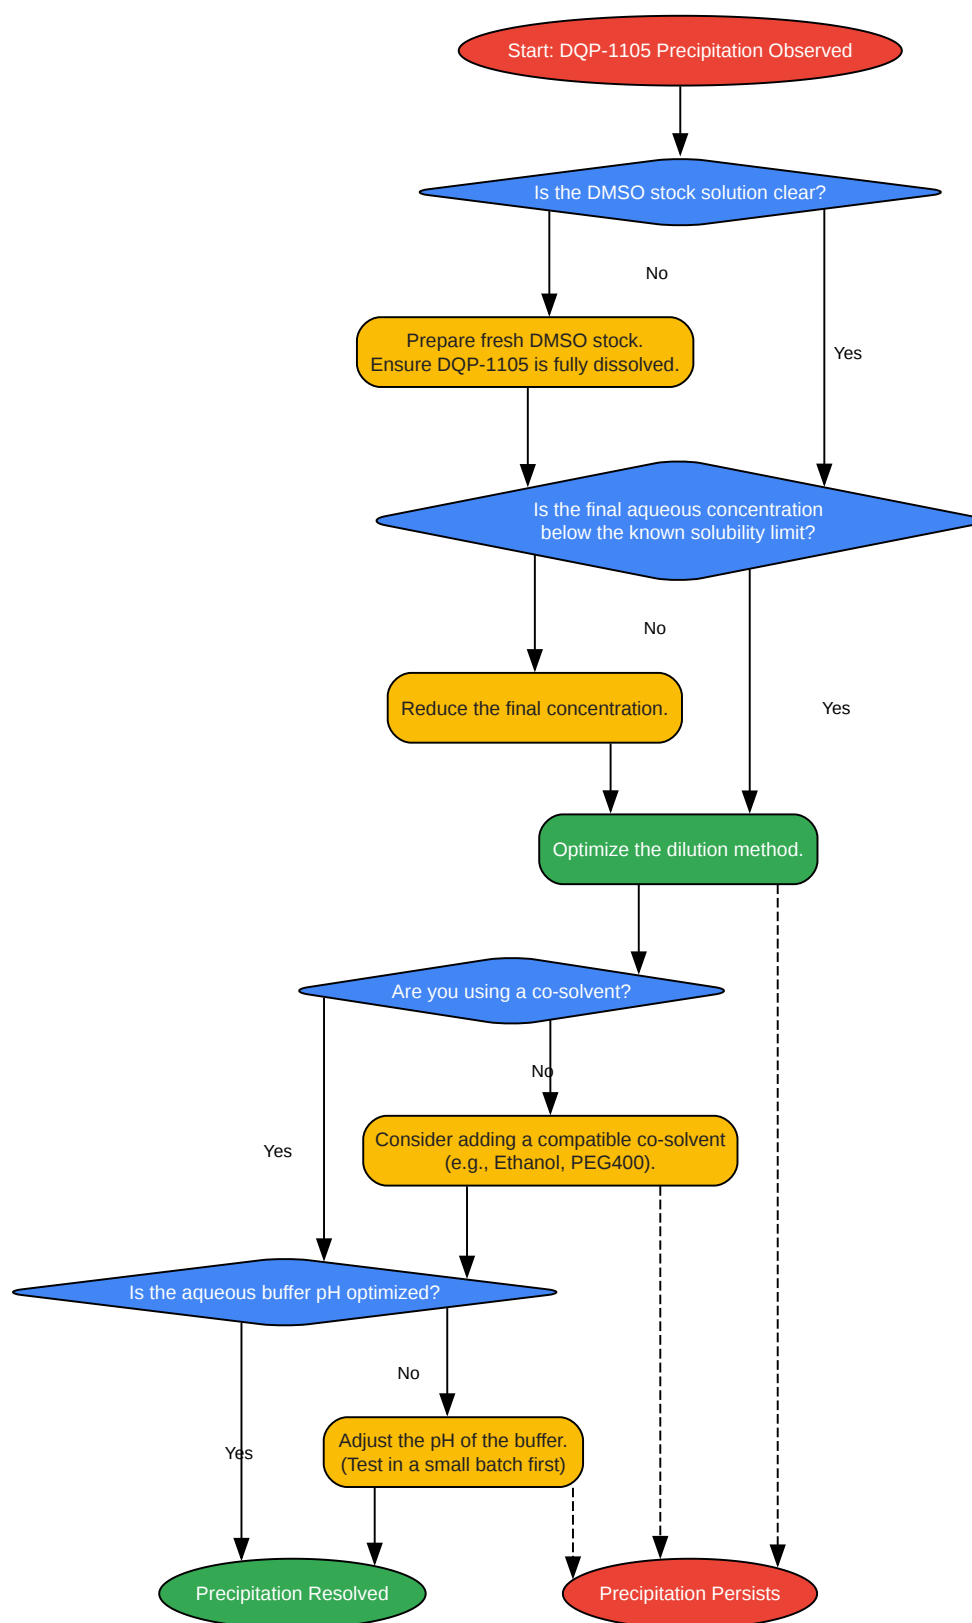 Start: DQP-1105 Precipitation Observed
Is the DMSO stock solution clear?
No
Prepare fresh DMSO stock.
Ensure DQP-1105 is fully dissolved.
Yes
Is the final aqueous concentration
below the known solubility limit?
No
Reduce the final concentration.
Yes
Optimize the dilution method.
Are you using a co-solvent?
No
Consider adding a compatible co-solvent
(e.g., Ethanol, PEG400).
Yes
Is the aqueous buffer pH optimized?
No
Adjust the pH of the buffer.
(Test in a small batch first)
Yes
Precipitation Resolved
Precipitation Persists